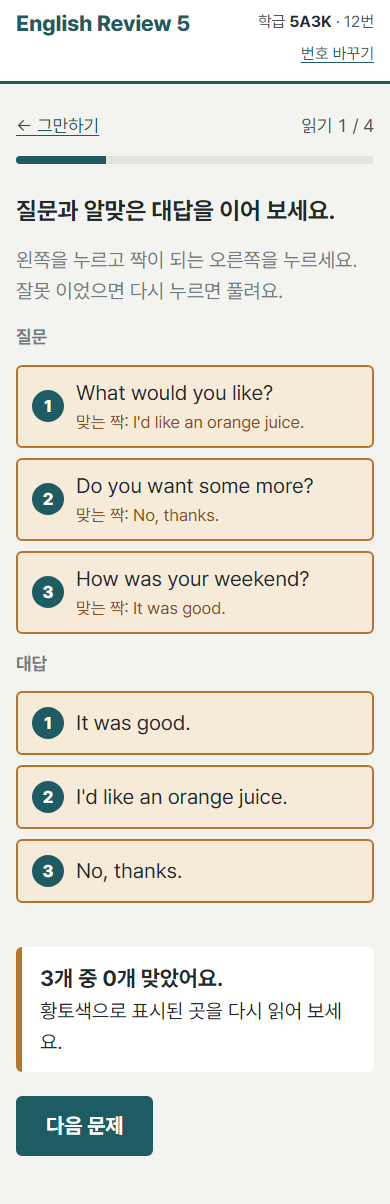 English Review 5
학급 5A3K · 12번
번호 바꾸기
← 그만하기
읽기 1 / 4
질문과 알맞은 대답을 이어 보세요.
왼쪽을 누르고 짝이 되는 오른쪽을 누르세요.
잘못 이었으면 다시 누르면 풀려요.
질문
1 What would you like?
맞는 짝: I'd like an orange juice.
2 Do you want some more?
맞는 짝: No, thanks.
3 How was your weekend?
맞는 짝: It was good.
대답
1 It was good.
2 I'd like an orange juice.
3 No, thanks.
3개 중 0개 맞았어요.
황토색으로 표시된 곳을 다시 읽어 보세
요.
다음 문제